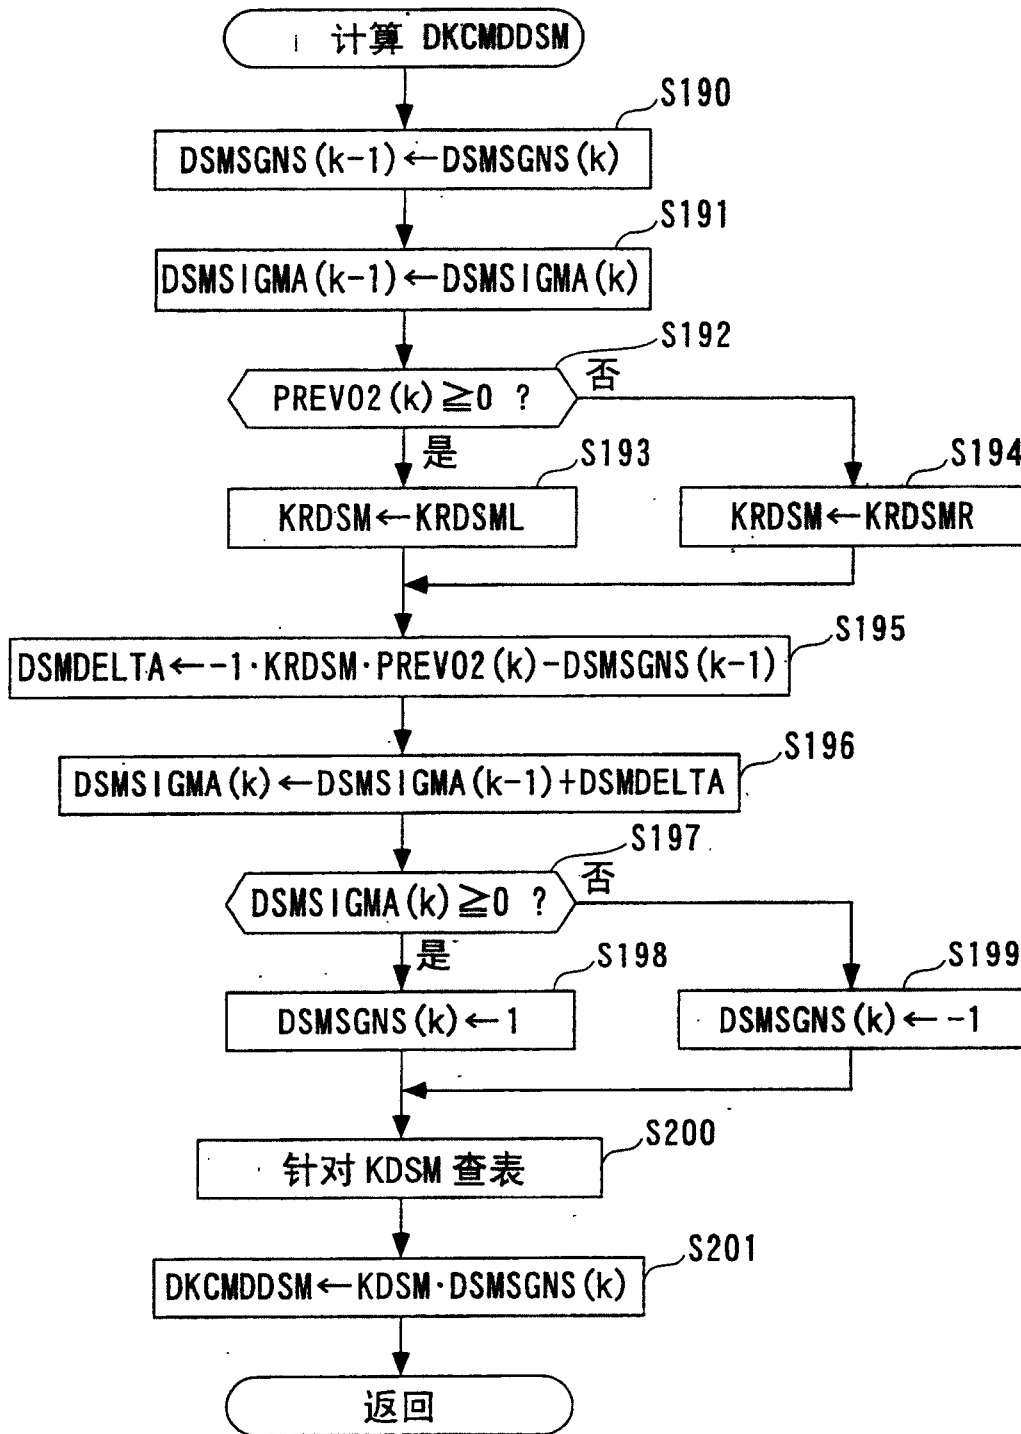 计算 DKCMDDSM
S190
DSMSGNS(k-1)←DSMSGNS(k)
S191
DSMSIGMA(k-1)←DSMSIGMA(k)
S192
PREVO2(k)≧0 ?
否
是
S193
S194
KRDSM←KRDSML
KRDSM←KRDSMR
S195
DSMDELTA←-1·KRDSM·PREVO2(k)-DSMSGNS(k-1)
S196
DSMSIGMA(k)←DSMSIGMA(k-1)+DSMDELTA
S197
DSMSIGMA(k)≧0 ?
否
是
S198
S199
DSMSGNS(k)←1
DSMSGNS(k)←-1
S200
针对 KDSM 查表
S201
DKCMDDSM←KDSM·DSMSGNS(k)
返回